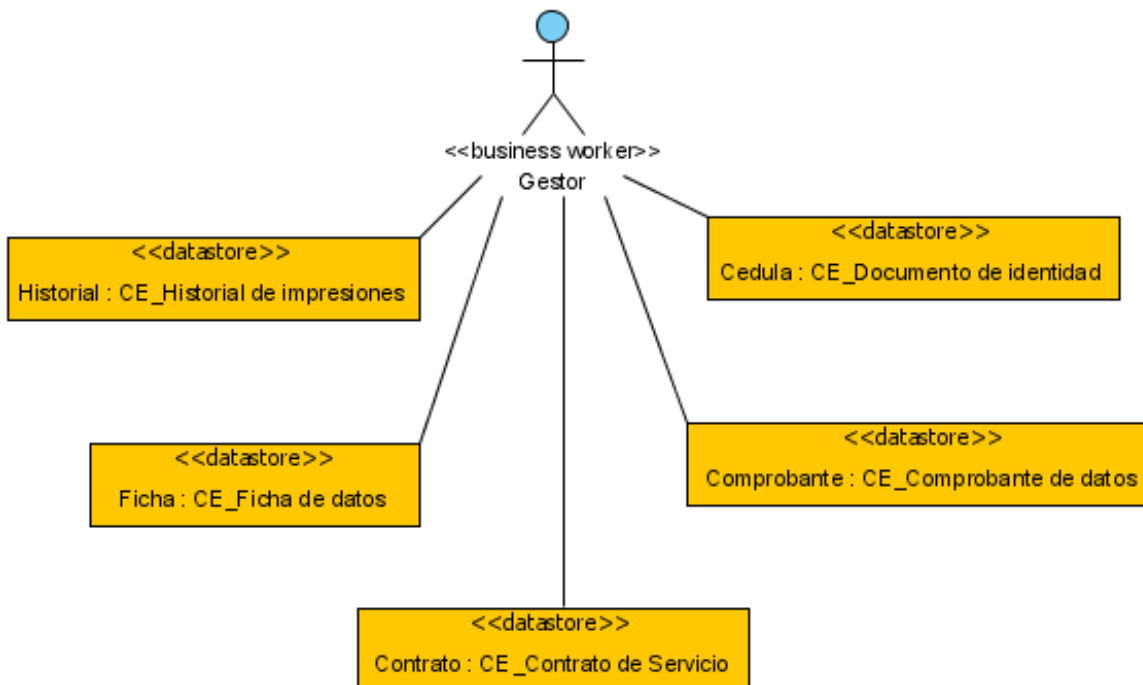 <<business worker>>
Gestor
<<datastore>>
Historial : CE_Historial de impresiones
<<datastore>>
Cedula : CE_Documento de identidad
<<datastore>>
Ficha : CE_Ficha de datos
<<datastore>>
Comprobante : CE_Comprobante de datos
<<datastore>>
Contrato : CE_Contrato de Servicio